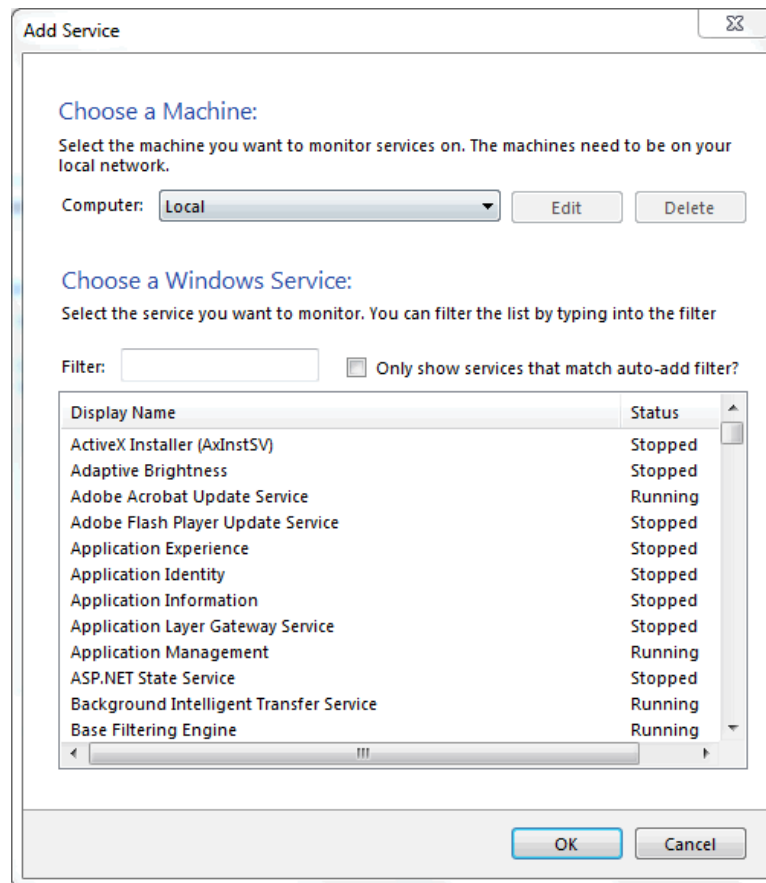 Add Service
Choose a Machine:
Select the machine you want to monitor services on. The machines need to be on your
local network.
Computer: Local Edit Delete
Choose a Windows Service:
Select the service you want to monitor. You can filter the list by typing into the filter
Filter: Only show services that match auto-add filter?
Display Name Status
ActiveX Installer (AxInstSV) Stopped
Adaptive Brightness Stopped
Adobe Acrobat Update Service Running
Adobe Flash Player Update Service Stopped
Application Experience Stopped
Application Identity Stopped
Application Information Stopped
Application Layer Gateway Service Stopped
Application Management Running
ASP.NET State Service Stopped
Background Intelligent Transfer Service Running
Base Filtering Engine Running
OK Cancel